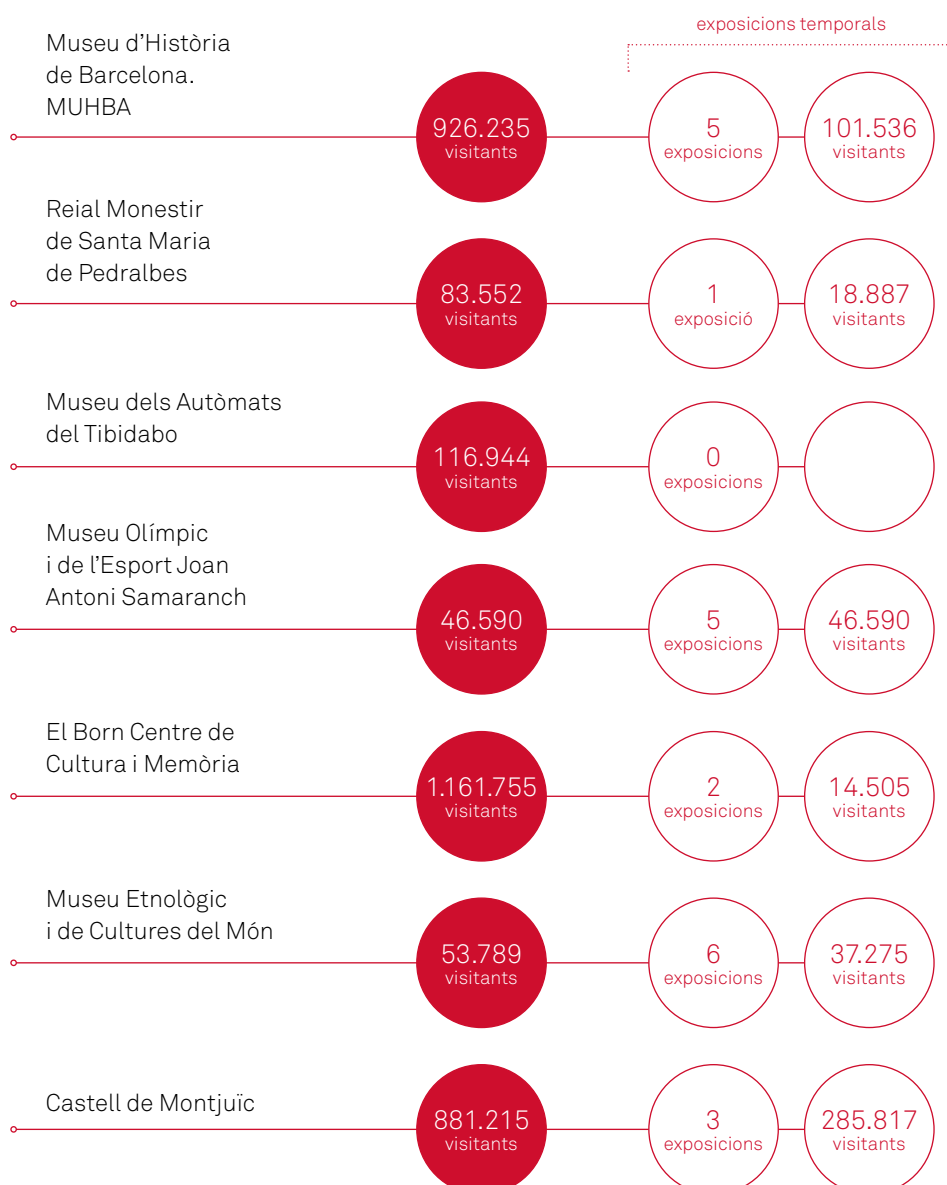 exposicions temporals
Museu d’Història
de Barcelona.
MUHBA
926.235
visitants
5
exposicions
101.536
visitants
Reial Monestir
de Santa Maria
de Pedralbes
83.552
visitants
1
exposició
18.887
visitants
Museu dels Autòmats
del Tibidabo
116.944
visitants
0
exposicions
Museu Olímpic
i de l’Esport Joan
Antoni Samaranch
46.590
visitants
5
exposicions
46.590
visitants
El Born Centre de
Cultura i Memòria
1.161.755
visitants
2
exposicions
14.505
visitants
Museu Etnològic
i de Cultures del Món
53.789
visitants
6
exposicions
37.275
visitants
Castell de Montjuïc
881.215
visitants
3
exposicions
285.817
visitants